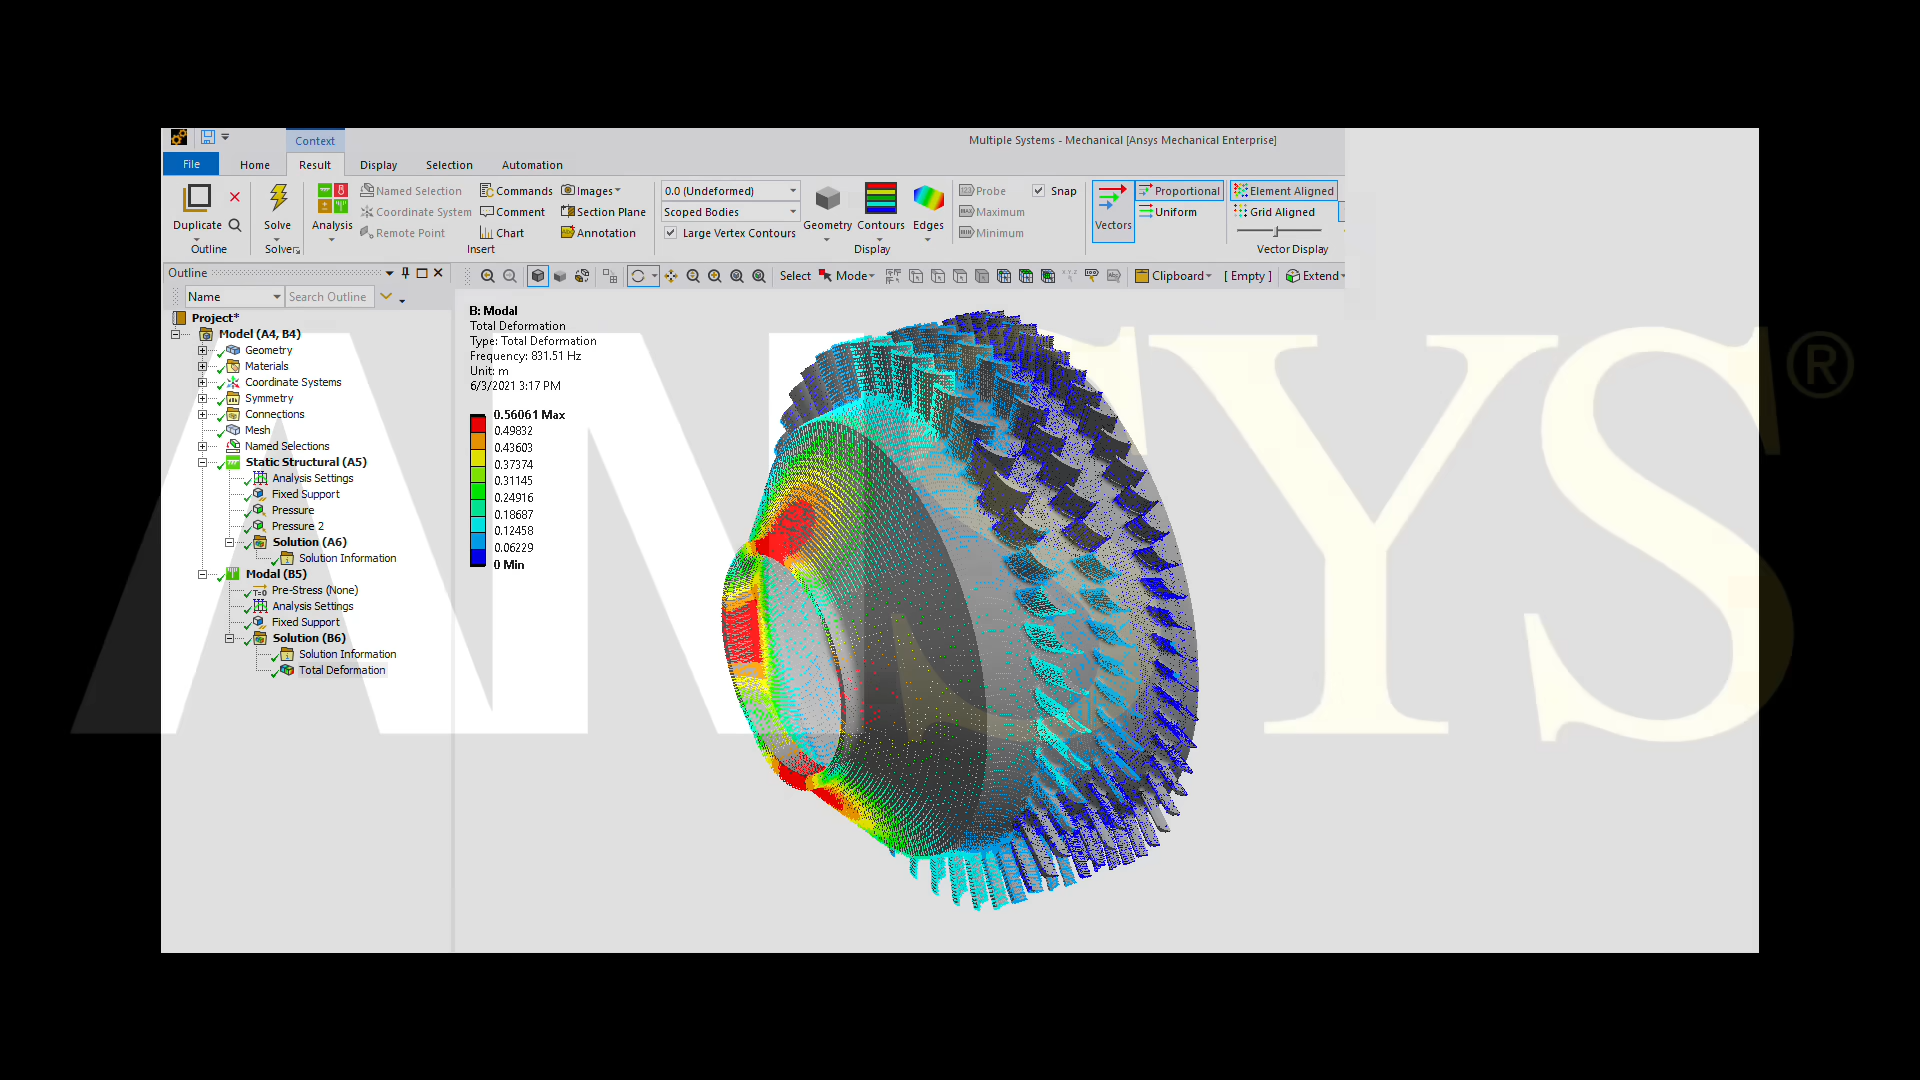 Context
Multiple Systems - Mechanical [Ansys Mechanical Enterprise]
File Home Result Display Selection Automation
Named Selection Commands Images 0.0 (Undeformed) Probe Snap Proportional Element Aligned
Coordinate System Comment Section Plane Scoped Bodies Maximum Uniform Grid Aligned
Duplicate Solve Analysis Geometry Contours Edges Vectors
Remote Point Chart Annotation Large Vertex Contours Minimum
Outline Solver Insert Display Vector Display
Outline
Select Mode Clipboard [ Empty ] Extend
Name Search Outline
Project*
Model (A4, B4)
Geometry
Materials
Coordinate Systems
Symmetry
Connections
Mesh
Named Selections
Static Structural (A5)
Analysis Settings
Fixed Support
Pressure
Pressure 2
Solution (A6)
Solution Information
Modal (B5)
Pre-Stress (None)
Analysis Settings
Fixed Support
Solution (B6)
Solution Information
Total Deformation
B: Modal
Total Deformation
Type: Total Deformation
Frequency: 831.51 Hz
Unit: m
6/3/2021 3:17 PM
0.56061 Max
0.49832
0.43603
0.37374
0.31145
0.24916
0.18687
0.12458
0.06229
0 Min
ANSYS®